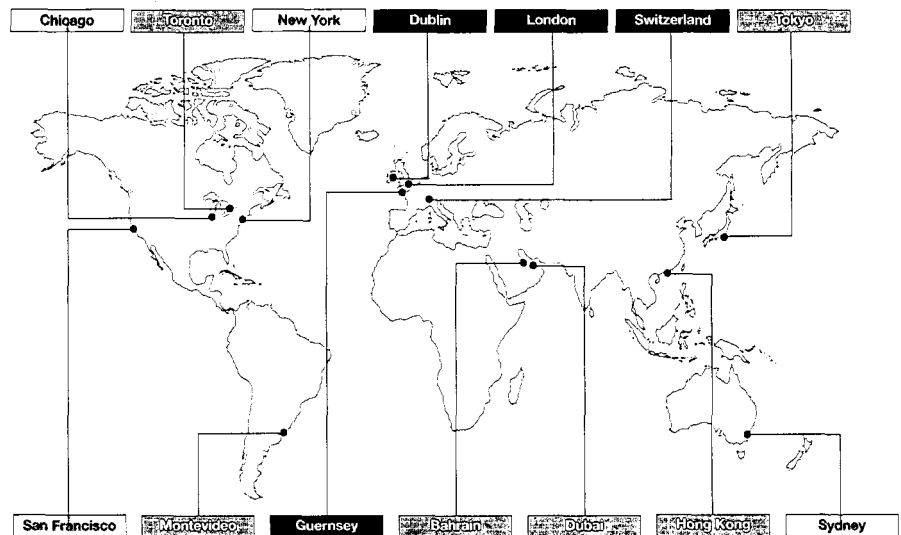 Chicago
Toronto
New York
Dublin
London
Switzerland
Tokyo
San Francisco
Montevideo
Guernsey
Bahrain
Dubai
Hong Kong
Sydney